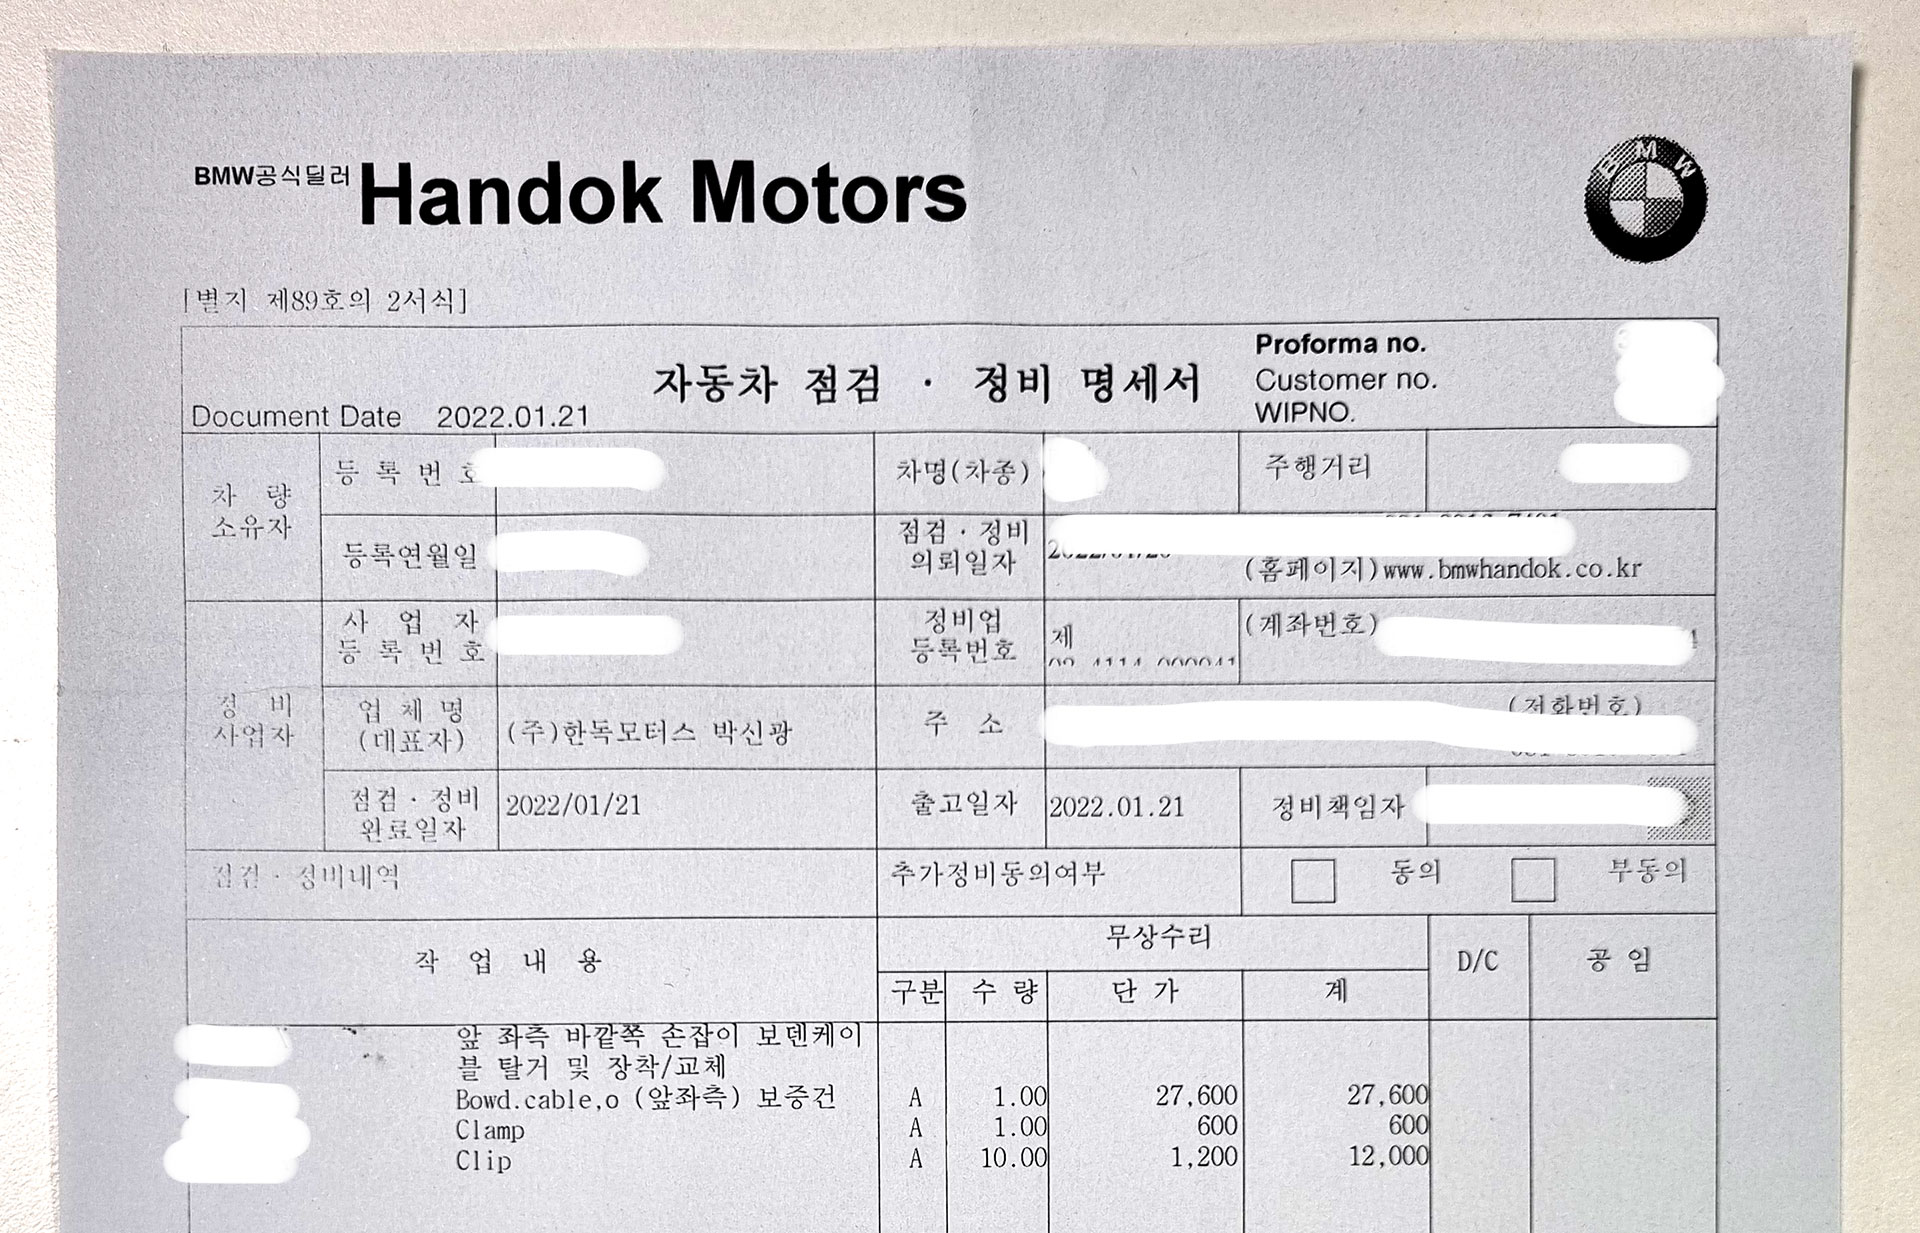 BMW공식딜러 Handok Motors
BMW
[별지 제89호의 2서식]
Document Date 2022.01.21
자동차 점검 · 정비 명세서
Proforma no.
Customer no.
WIPNO.
차 량
소유자
등 록 번 호
차명(차종)
주행거리
등록연월일
점검 · 정비
의뢰일자
(홈페이지)www.bmwhandok.co.kr
정 비
사업자
사 업 자
등 록 번 호
정비업
등록번호
제
(계좌번호)
업 체 명
(대표자)
(주)한독모터스 박신광
주 소
(전화번호)
점검 · 정비
완료일자
2022/01/21
출고일자
2022.01.21
정비책임자
점검 · 정비내역
추가정비동의여부
동의
부동의
작 업 내 용
무상수리
D/C
공 임
구분 수 량 단 가 계
앞 좌측 바깥쪽 손잡이 보덴케이
블 탈거 및 장착/교체
Bowd.cable,o (앞좌측) 보증건 A 1.00 27,600 27,600
Clamp A 1.00 600 600
Clip A 10.00 1,200 12,000